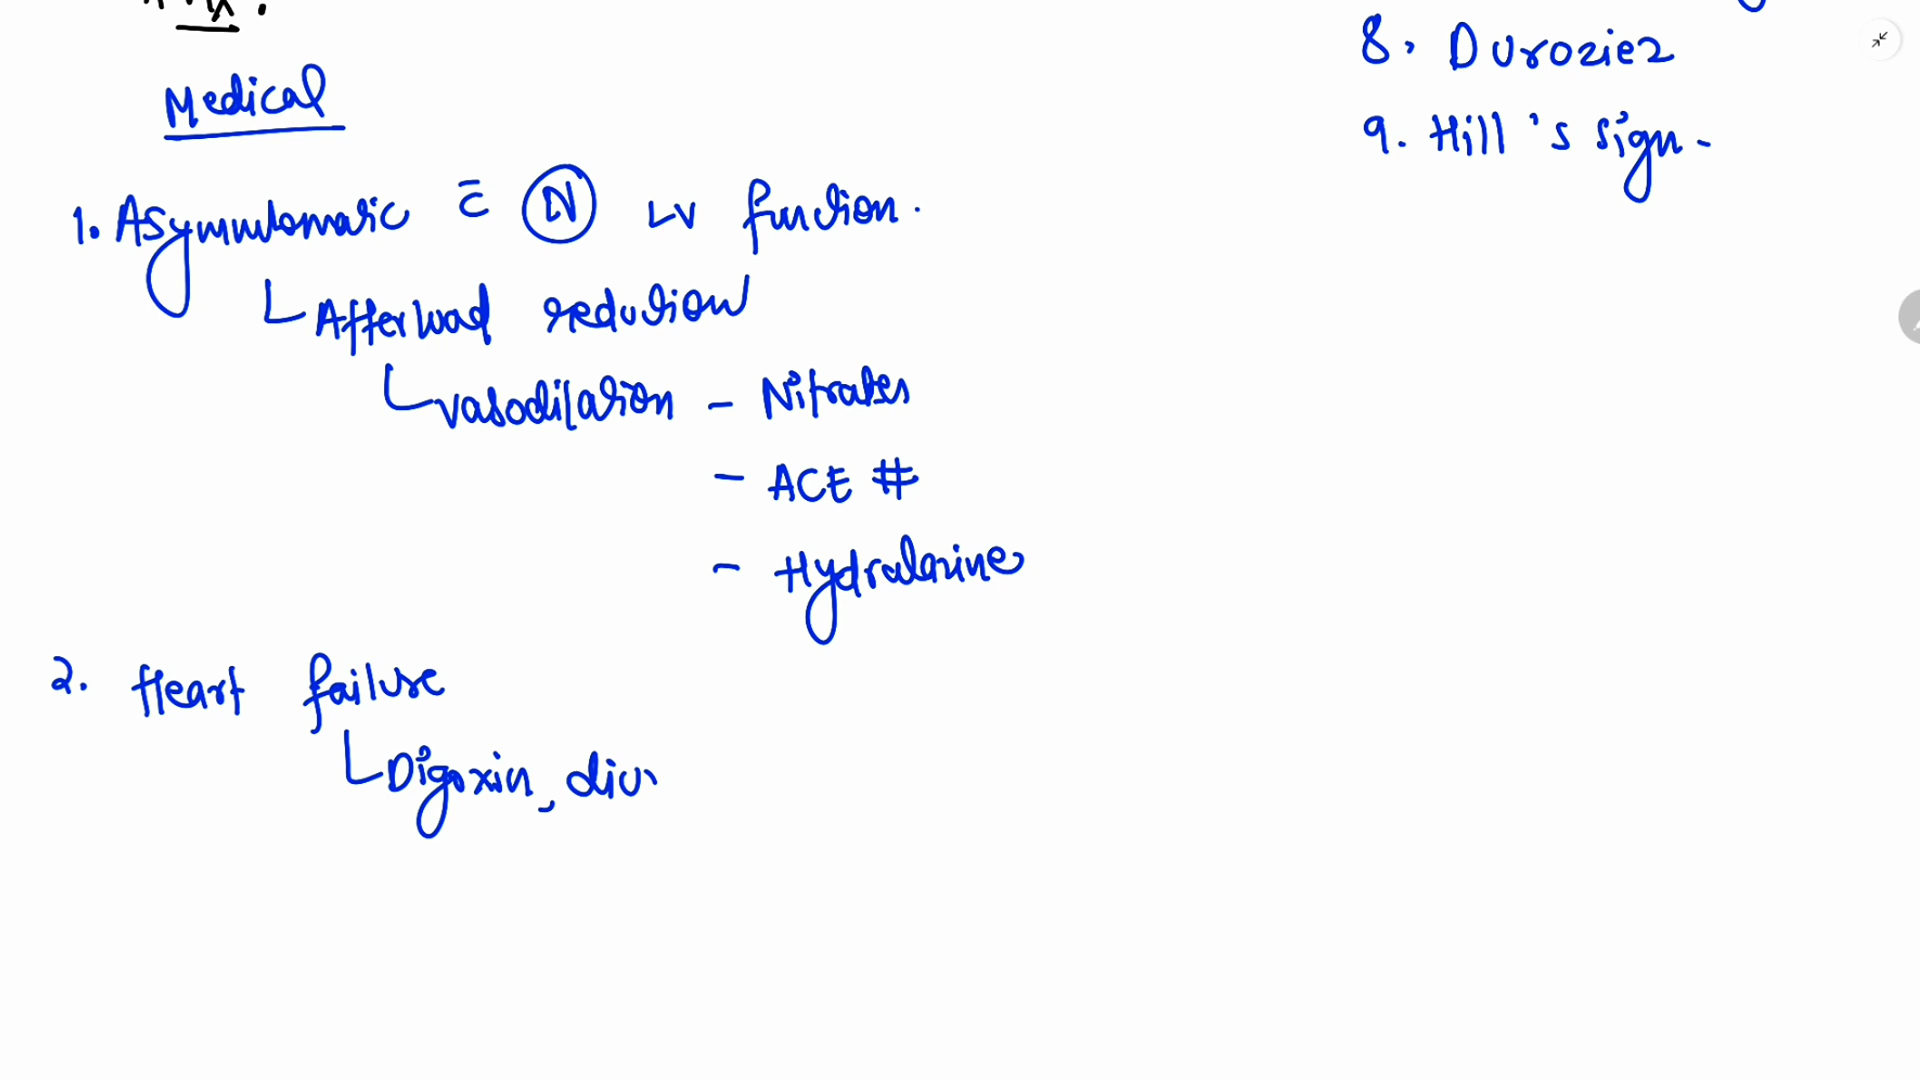 Medical
1. Asymptomatic c̄ Ⓝ LV function.
└ Afterload reduction
└ vasodilation - Nitrates
- ACE #
- Hydralazine
2. Heart failure
└ Digoxin, diu
8. Duroziez
9. Hill's sign -